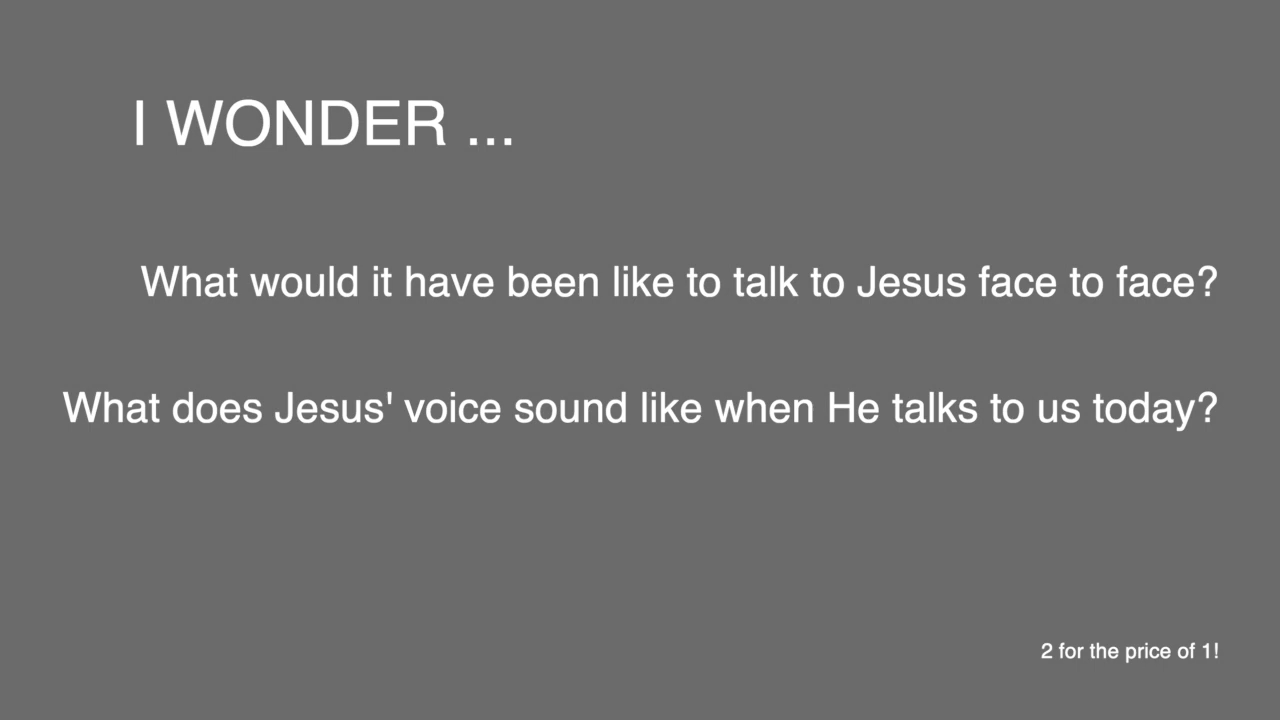 I WONDER ...
What would it have been like to talk to Jesus face to face?
What does Jesus' voice sound like when He talks to us today?
2 for the price of 1!